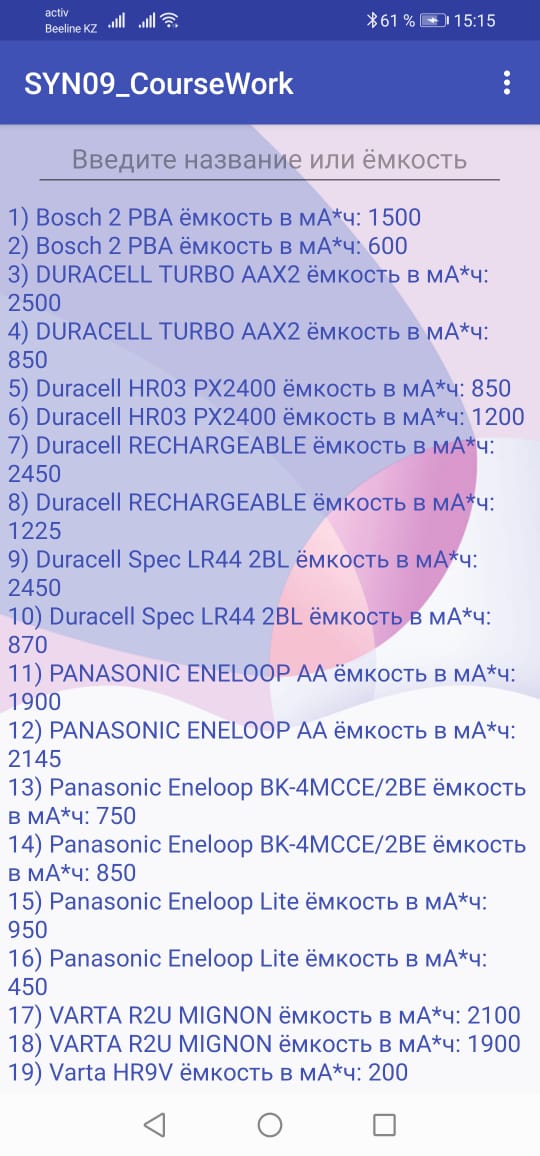 activ
Beeline KZ
61 %
15:15
SYN09_CourseWork
Введите название или ёмкость
1) Bosch 2 PBA ёмкость в мА*ч: 1500
2) Bosch 2 PBA ёмкость в мА*ч: 600
3) DURACELL TURBO AAX2 ёмкость в мА*ч:
2500
4) DURACELL TURBO AAX2 ёмкость в мА*ч:
850
5) Duracell HR03 PX2400 ёмкость в мА*ч: 850
6) Duracell HR03 PX2400 ёмкость в мА*ч: 1200
7) Duracell RECHARGEABLE ёмкость в мА*ч:
2450
8) Duracell RECHARGEABLE ёмкость в мА*ч:
1225
9) Duracell Spec LR44 2BL ёмкость в мА*ч:
2450
10) Duracell Spec LR44 2BL ёмкость в мА*ч:
870
11) PANASONIC ENELOOP AA ёмкость в мА*ч:
1900
12) PANASONIC ENELOOP AA ёмкость в мА*ч:
2145
13) Panasonic Eneloop BK-4MCCE/2BE ёмкость
в мА*ч: 750
14) Panasonic Eneloop BK-4MCCE/2BE ёмкость
в мА*ч: 850
15) Panasonic Eneloop Lite ёмкость в мА*ч:
950
16) Panasonic Eneloop Lite ёмкость в мА*ч:
450
17) VARTA R2U MIGNON ёмкость в мА*ч: 2100
18) VARTA R2U MIGNON ёмкость в мА*ч: 1900
19) Varta HR9V ёмкость в мА*ч: 200